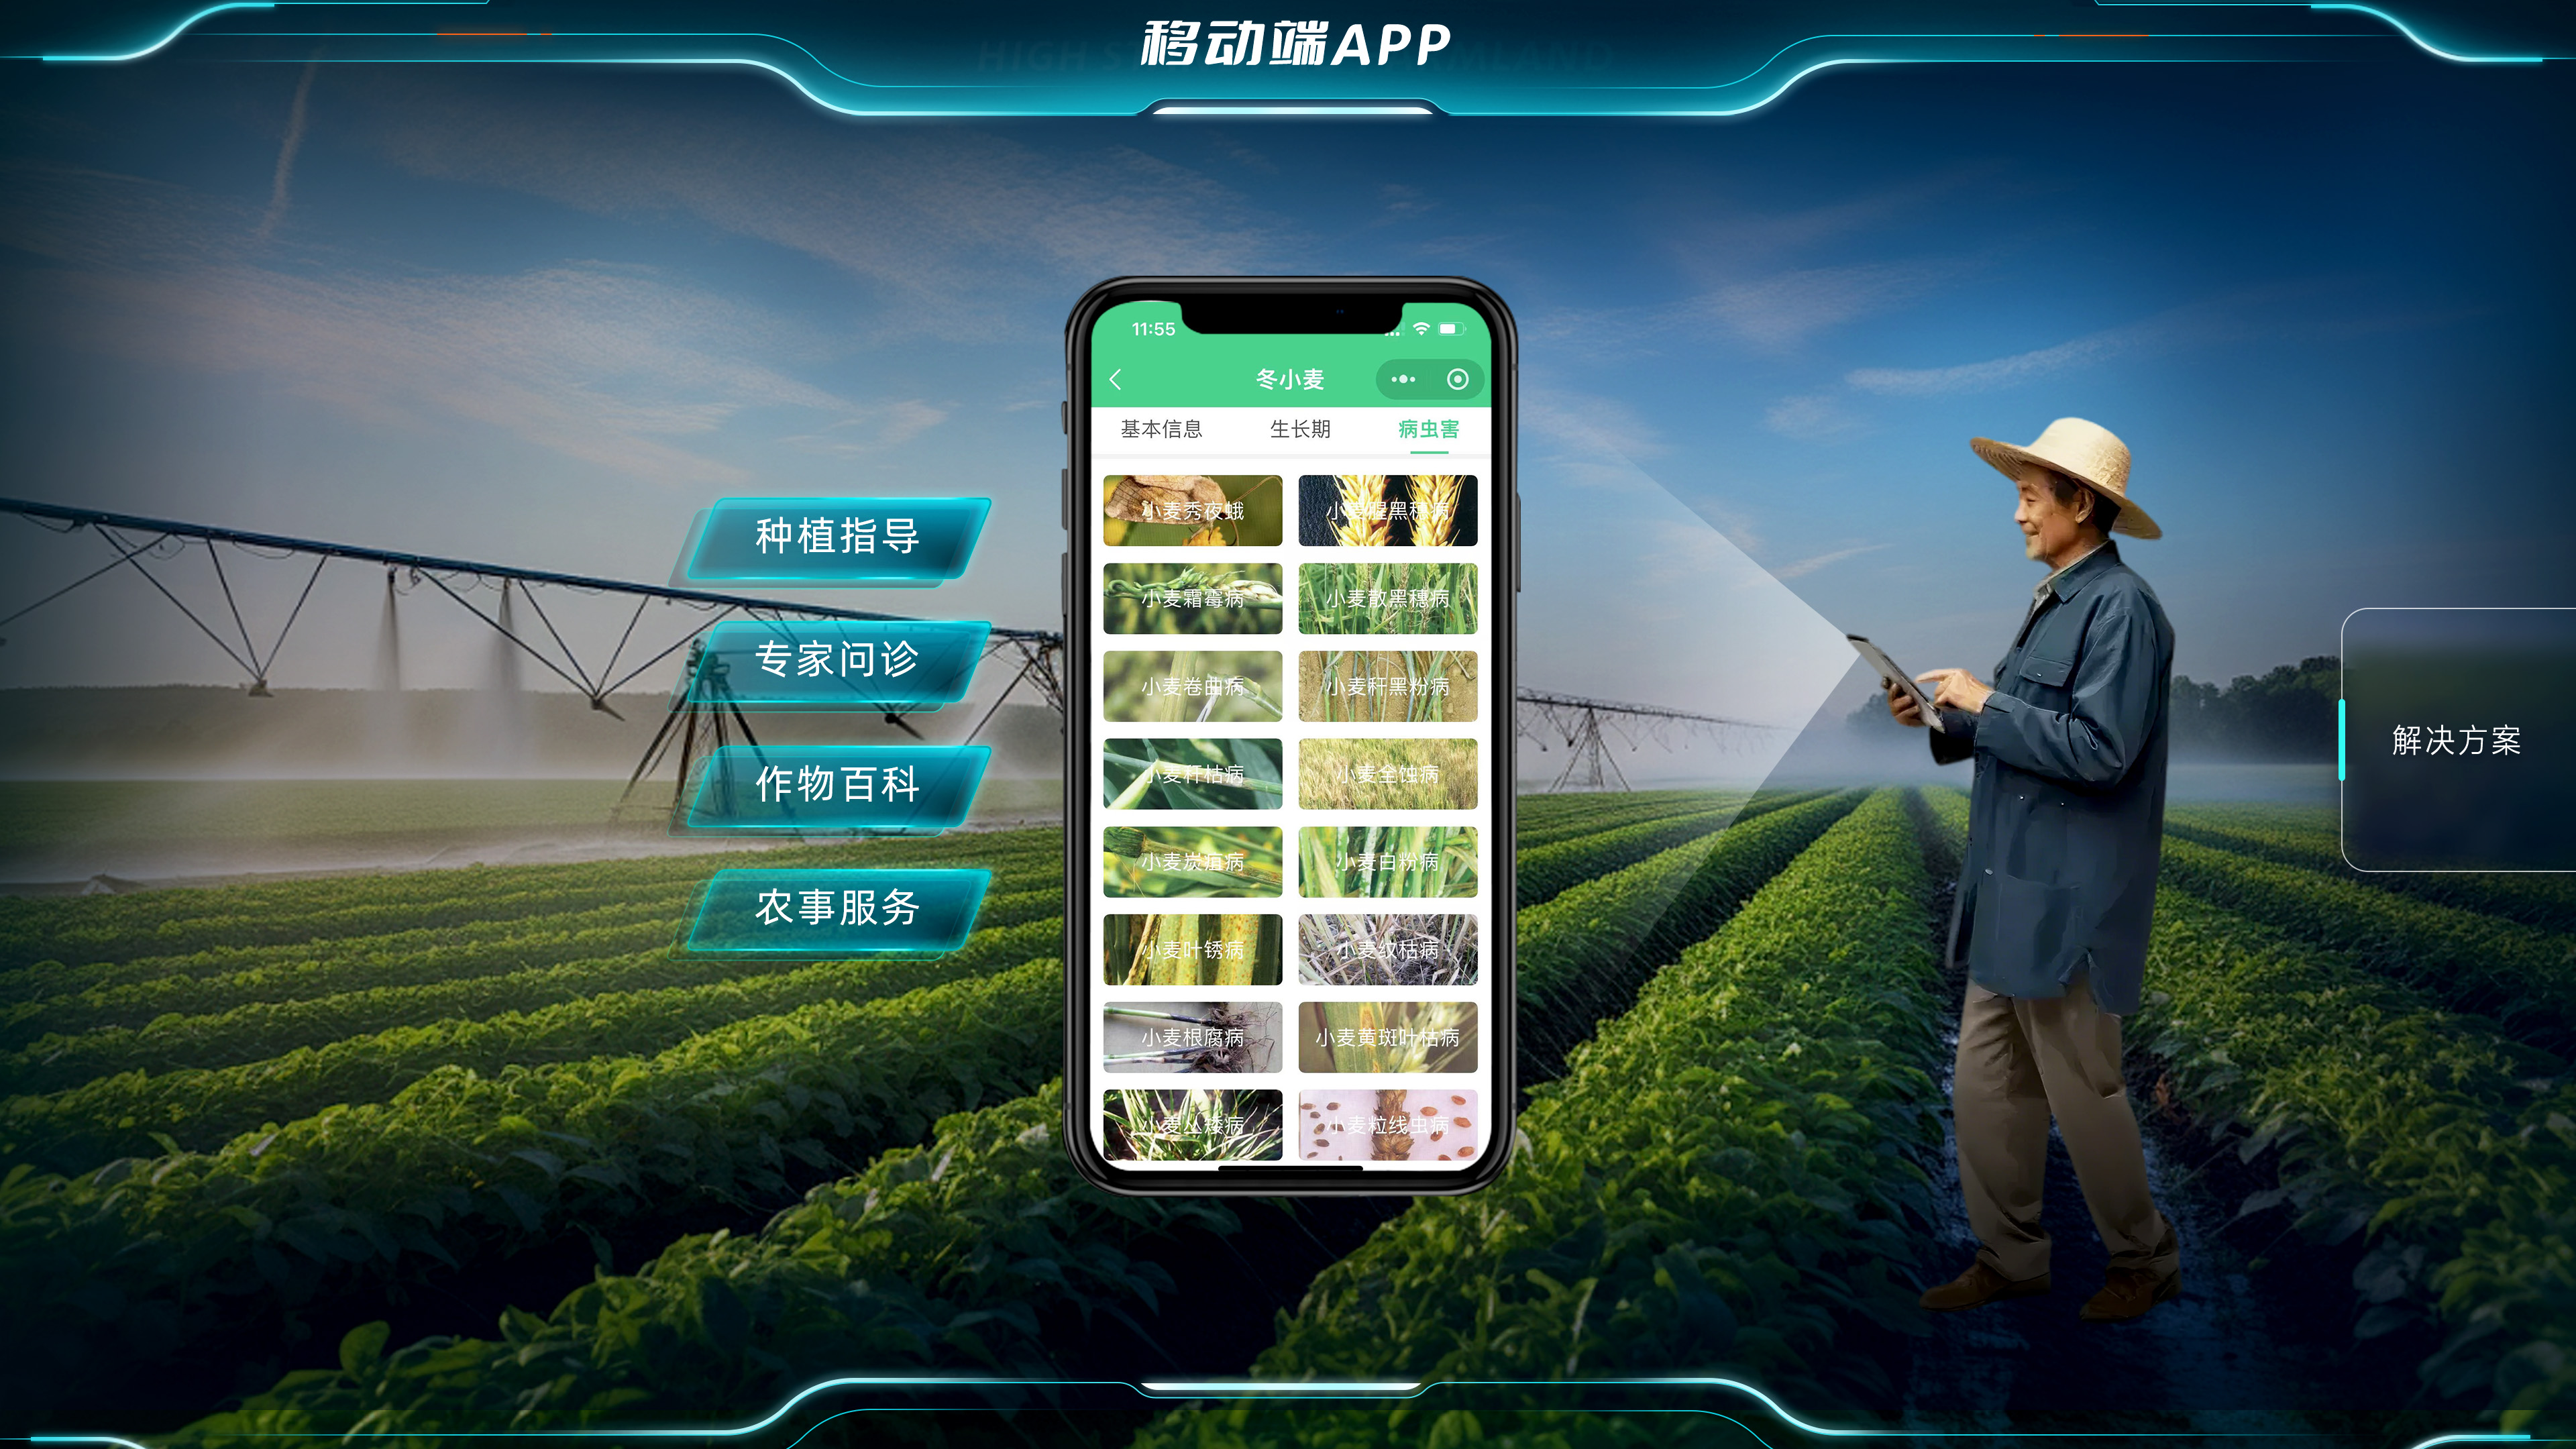 移动端APP
种植指导
专家问诊
作物百科
农事服务
11:55
冬小麦
基本信息 生长期 病虫害
小麦秀夜蛾 小麦腥黑穗病
小麦霜霉病 小麦散黑穗病
小麦卷曲病 小麦秆黑粉病
小麦秆枯病 小麦全蚀病
小麦炭疽病 小麦白粉病
小麦叶锈病 小麦纹枯病
小麦根腐病 小麦黄斑叶枯病
小麦丛矮病 小麦粒线虫病
解决方案